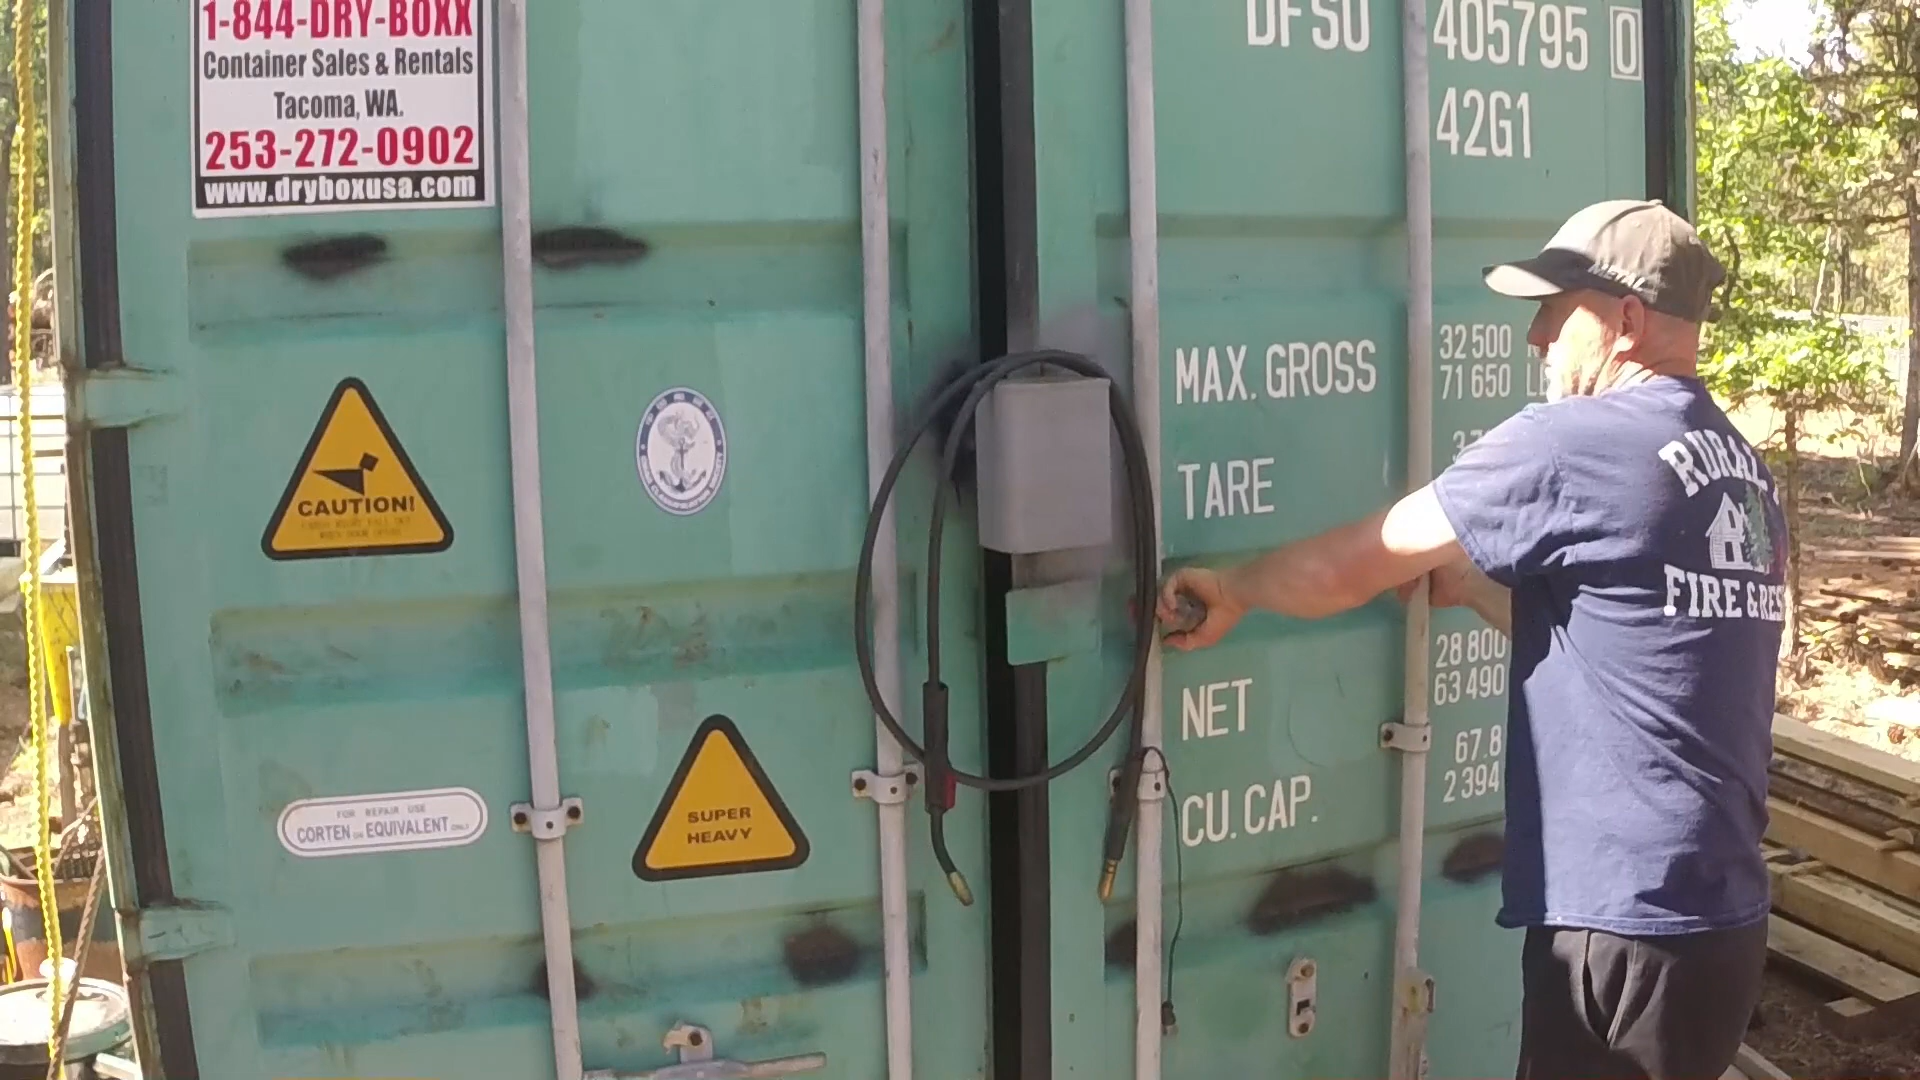 1-844-DRY-BOXX
Container Sales & Rentals
Tacoma, WA.
253-272-0902
www.dryboxusa.com
DFSU 405795 0
42G1
MAX. GROSS 32 500
71 650
TARE
NET 28 800
63 490
CU. CAP. 67.8
2 394
CAUTION!
FOR REPAIR USE
CORTEN OR EQUIVALENT ONLY
SUPER
HEAVY
RURAL
FIRE & RES